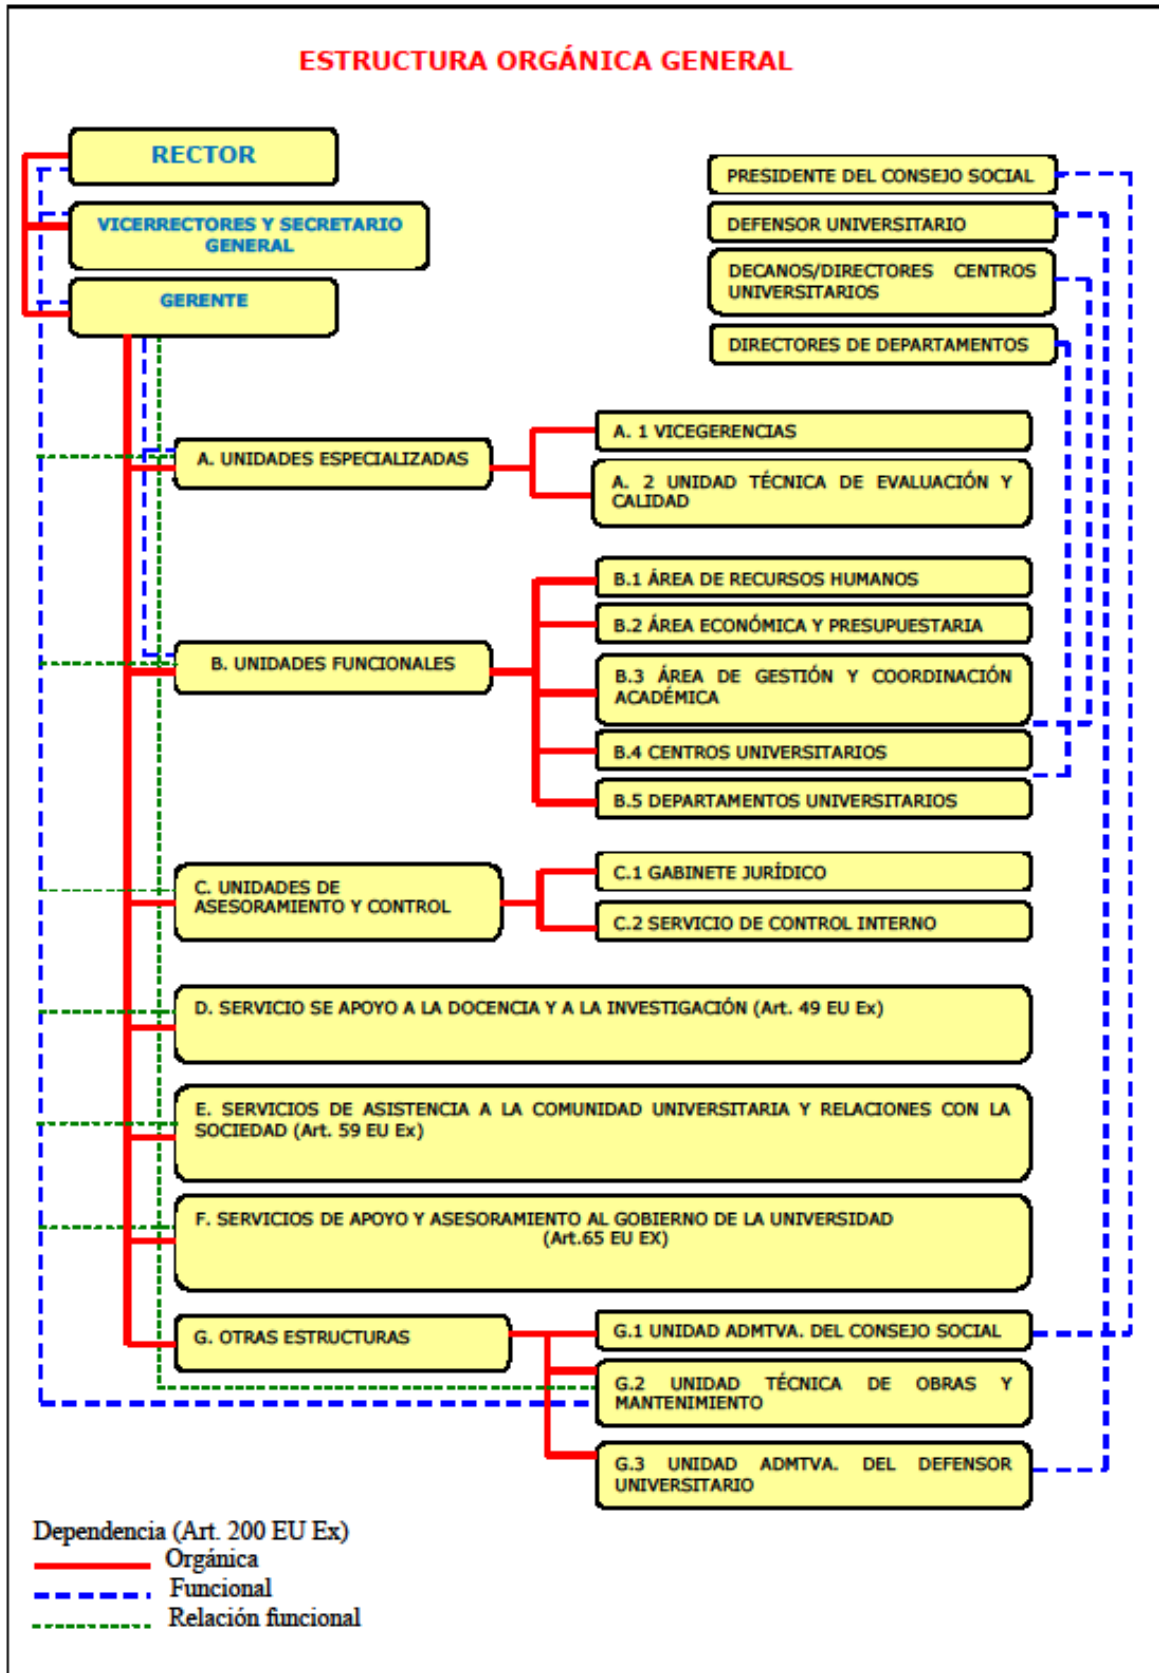 ESTRUCTURA ORGÁNICA GENERAL
RECTOR
VICERRECTORES Y SECRETARIO
GENERAL
GERENTE
PRESIDENTE DEL CONSEJO SOCIAL
DEFENSOR UNIVERSITARIO
DECANOS/DIRECTORES CENTROS
UNIVERSITARIOS
DIRECTORES DE DEPARTAMENTOS
A. UNIDADES ESPECIALIZADAS
A. 1 VICEGERENCIAS
A. 2 UNIDAD TÉCNICA DE EVALUACIÓN Y
CALIDAD
B. UNIDADES FUNCIONALES
B.1 ÁREA DE RECURSOS HUMANOS
B.2 ÁREA ECONÓMICA Y PRESUPUESTARIA
B.3 ÁREA DE GESTIÓN Y COORDINACIÓN
ACADÉMICA
B.4 CENTROS UNIVERSITARIOS
B.5 DEPARTAMENTOS UNIVERSITARIOS
C. UNIDADES DE
ASESORAMIENTO Y CONTROL
C.1 GABINETE JURÍDICO
C.2 SERVICIO DE CONTROL INTERNO
D. SERVICIO SE APOYO A LA DOCENCIA Y A LA INVESTIGACIÓN (Art. 49 EU Ex)
E. SERVICIOS DE ASISTENCIA A LA COMUNIDAD UNIVERSITARIA Y RELACIONES CON LA
SOCIEDAD (Art. 59 EU Ex)
F. SERVICIOS DE APOYO Y ASESORAMIENTO AL GOBIERNO DE LA UNIVERSIDAD
(Art.65 EU EX)
G. OTRAS ESTRUCTURAS
G.1 UNIDAD ADMTVA. DEL CONSEJO SOCIAL
G.2 UNIDAD TÉCNICA DE OBRAS Y
MANTENIMIENTO
G.3 UNIDAD ADMTVA. DEL DEFENSOR
UNIVERSITARIO
Dependencia (Art. 200 EU Ex)
Orgánica
Funcional
Relación funcional